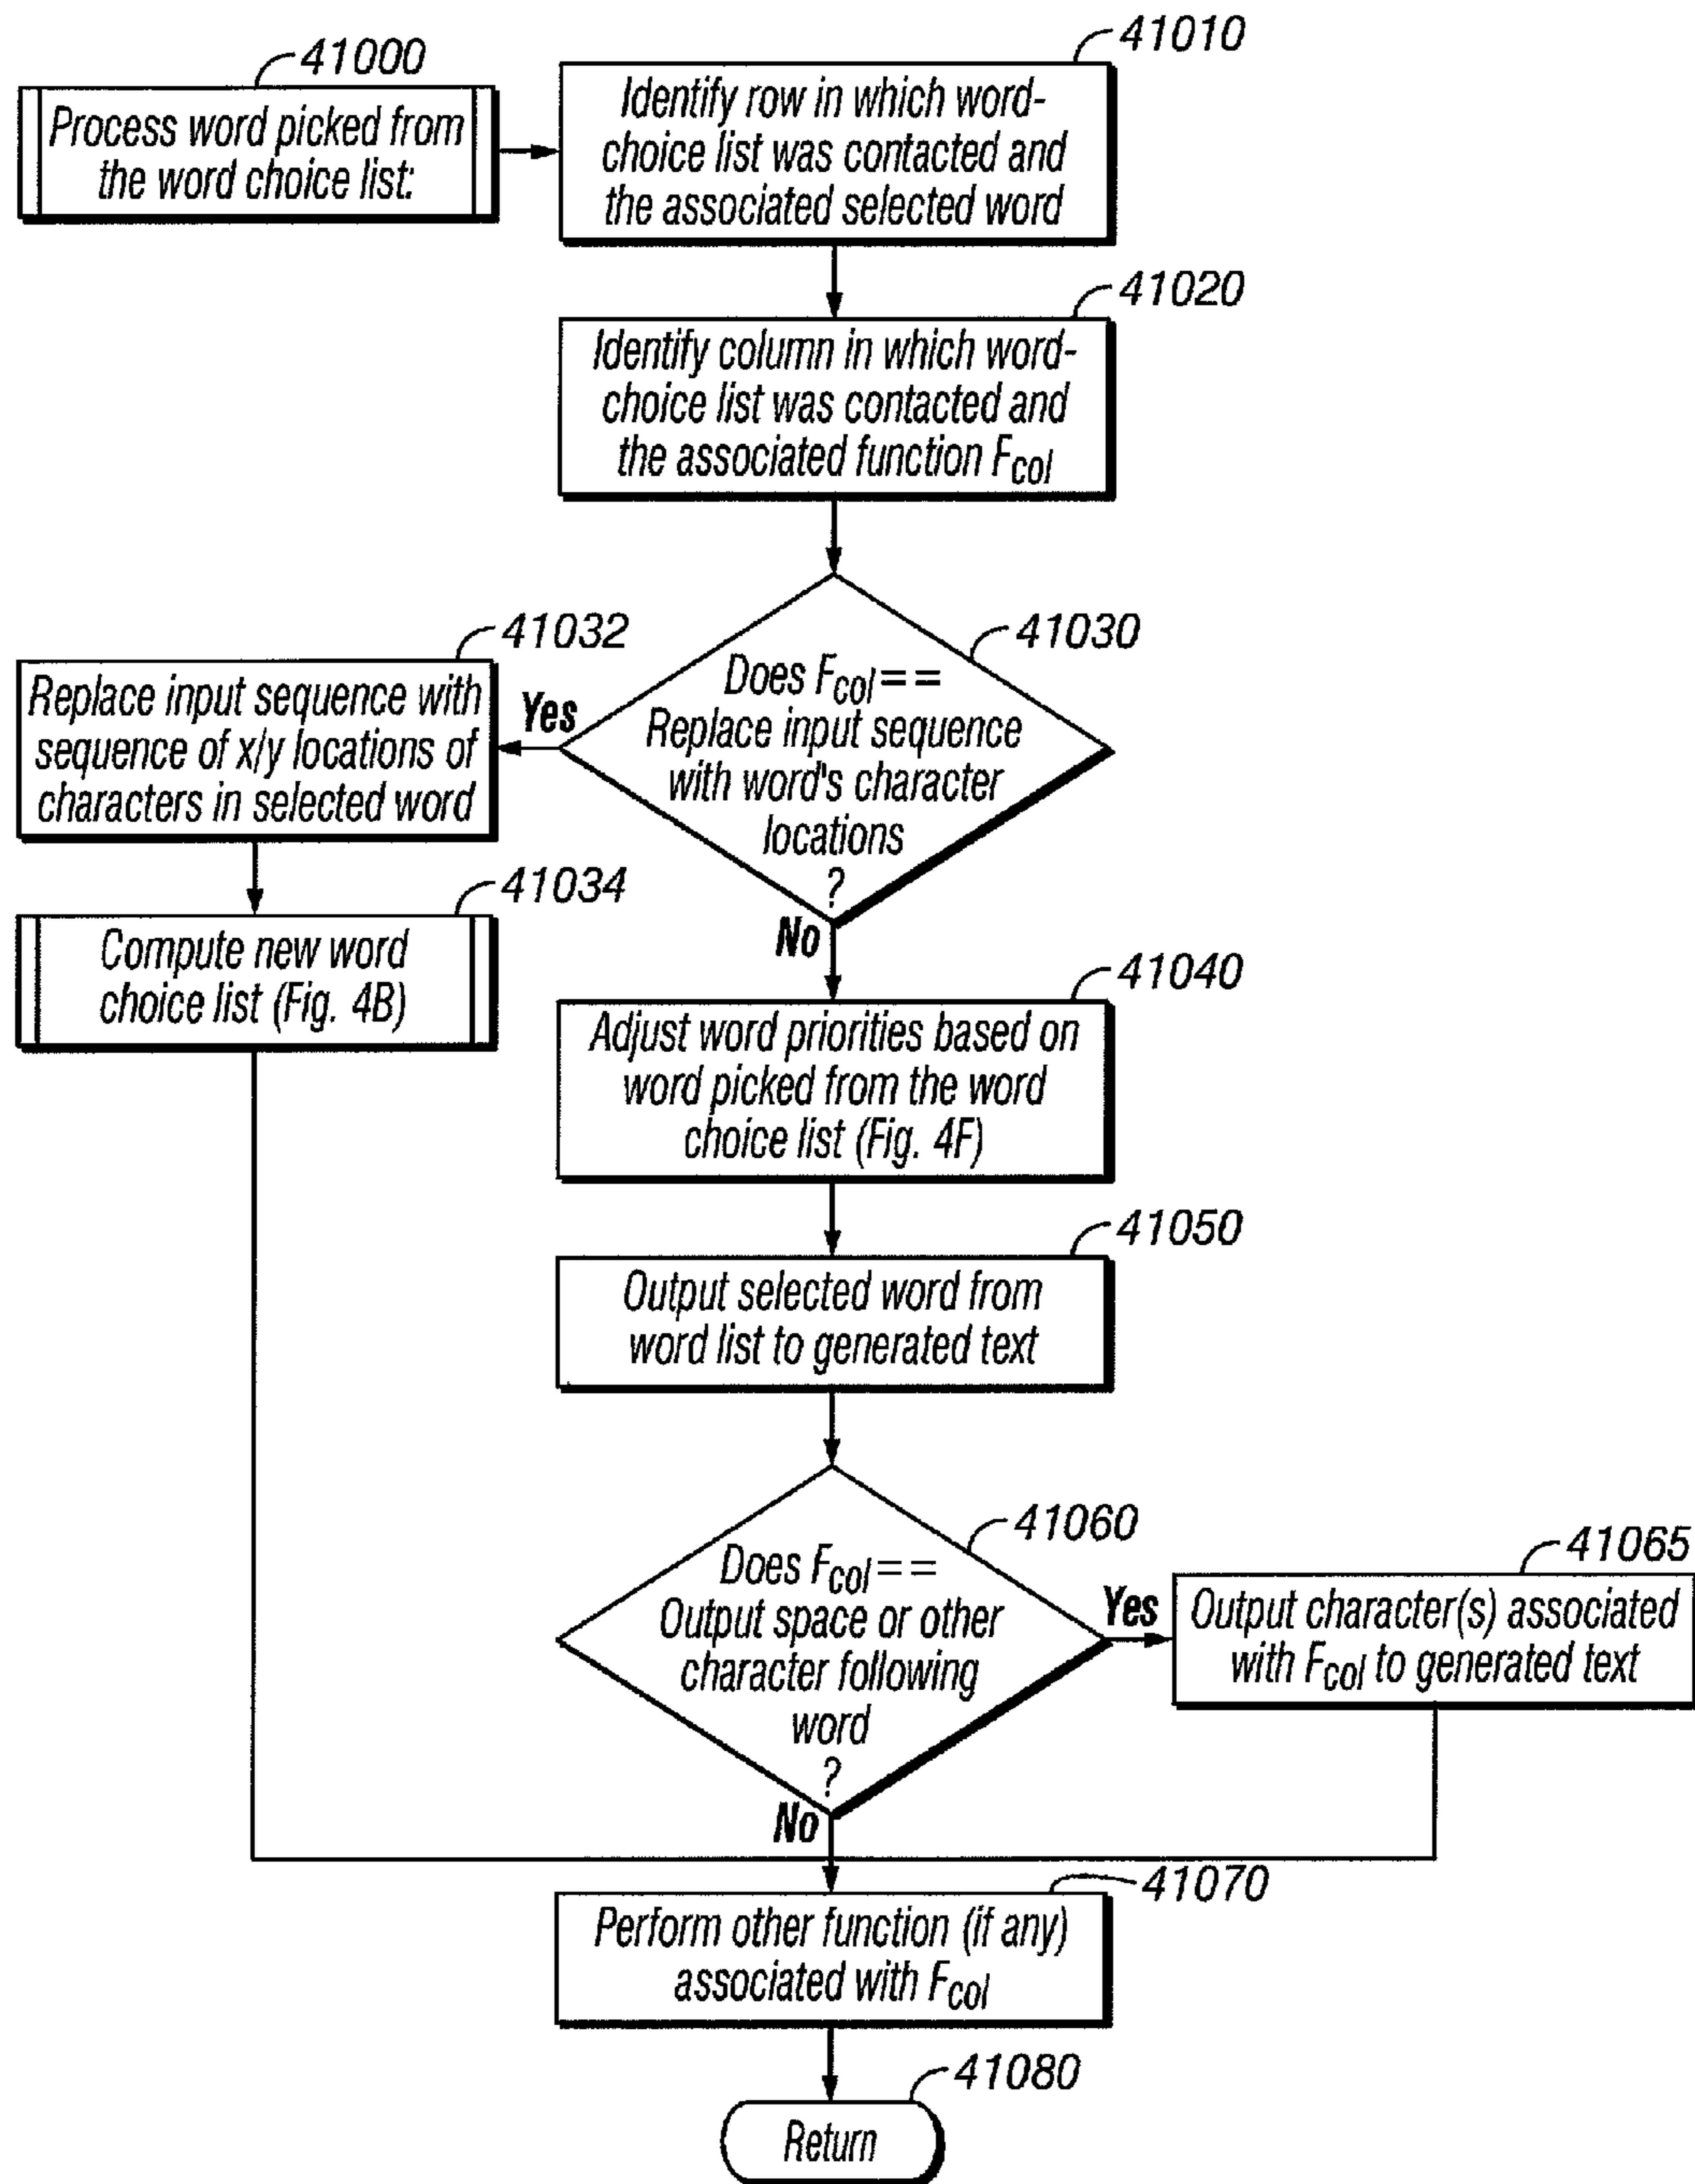 41000
Process word picked from
the word choice list:
41010
Identify row in which word-
choice list was contacted and
the associated selected word
41020
Identify column in which word-
choice list was contacted and
the associated function Fcol
41030
Does Fcol ==
Replace input sequence
with word's character
locations
?
Yes
No
41032
Replace input sequence with
sequence of x/y locations of
characters in selected word
41034
Compute new word
choice list (Fig. 4B)
41040
Adjust word priorities based on
word picked from the word
choice list (Fig. 4F)
41050
Output selected word from
word list to generated text
41060
Does Fcol ==
Output space or other
character following
word
?
Yes
No
41065
Output character(s) associated
with Fcol to generated text
41070
Perform other function (if any)
associated with Fcol
41080
Return